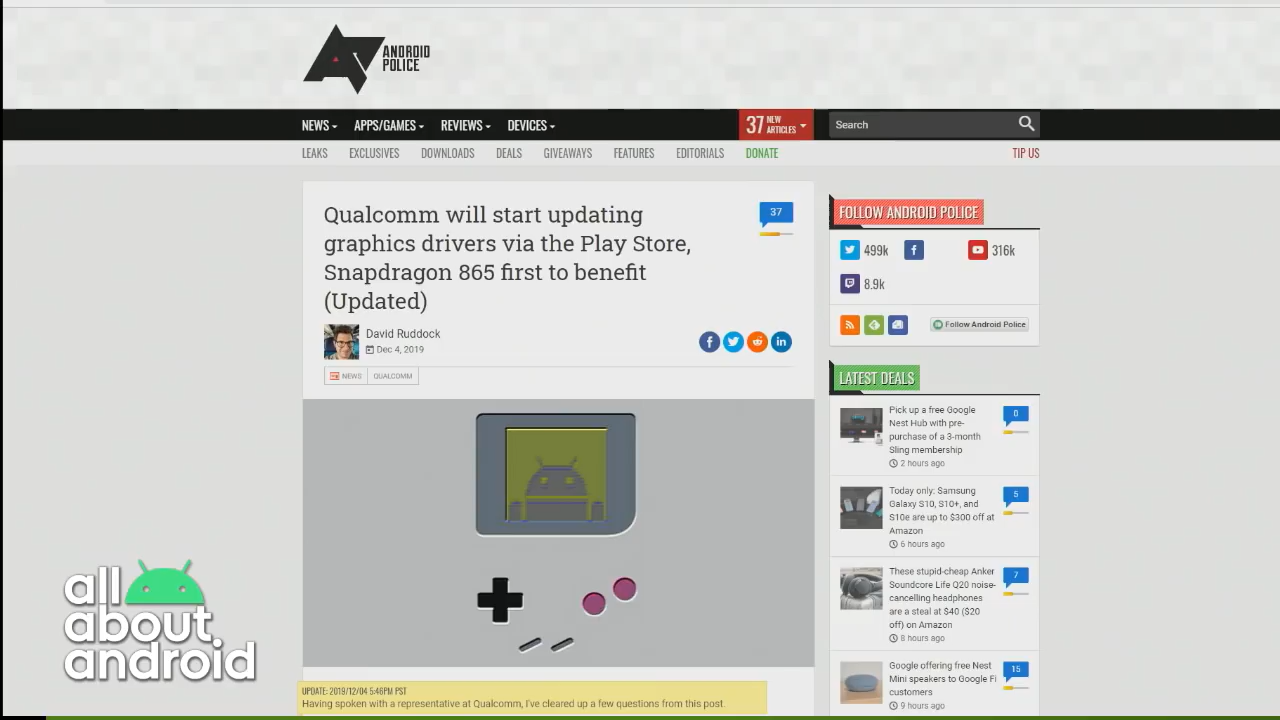 ANDROID
POLICE
NEWS
APPS/GAMES
REVIEWS
DEVICES
37 NEW ARTICLES
Search
LEAKS
EXCLUSIVES
DOWNLOADS
DEALS
GIVEAWAYS
FEATURES
EDITORIALS
DONATE
TIP US
Qualcomm will start updating
graphics drivers via the Play Store,
Snapdragon 865 first to benefit
(Updated)
37
David Ruddock
Dec 4, 2019
NEWS
QUALCOMM
UPDATE: 2019/12/04 5:46PM PST
Having spoken with a representative at Qualcomm, I've cleared up a few questions from this post.
FOLLOW ANDROID POLICE
499k
316k
8.9k
Follow Android Police
LATEST DEALS
Pick up a free Google
Nest Hub with pre-
purchase of a 3-month
Sling membership
2 hours ago
0
Today only: Samsung
Galaxy S10, S10+, and
S10e are up to $300 off at
Amazon
6 hours ago
5
These stupid-cheap Anker
Soundcore Life Q20 noise-
cancelling headphones
are a steal at $40 ($20
off) on Amazon
8 hours ago
7
Google offering free Nest
Mini speakers to Google Fi
customers
9 hours ago
15
all
about
android